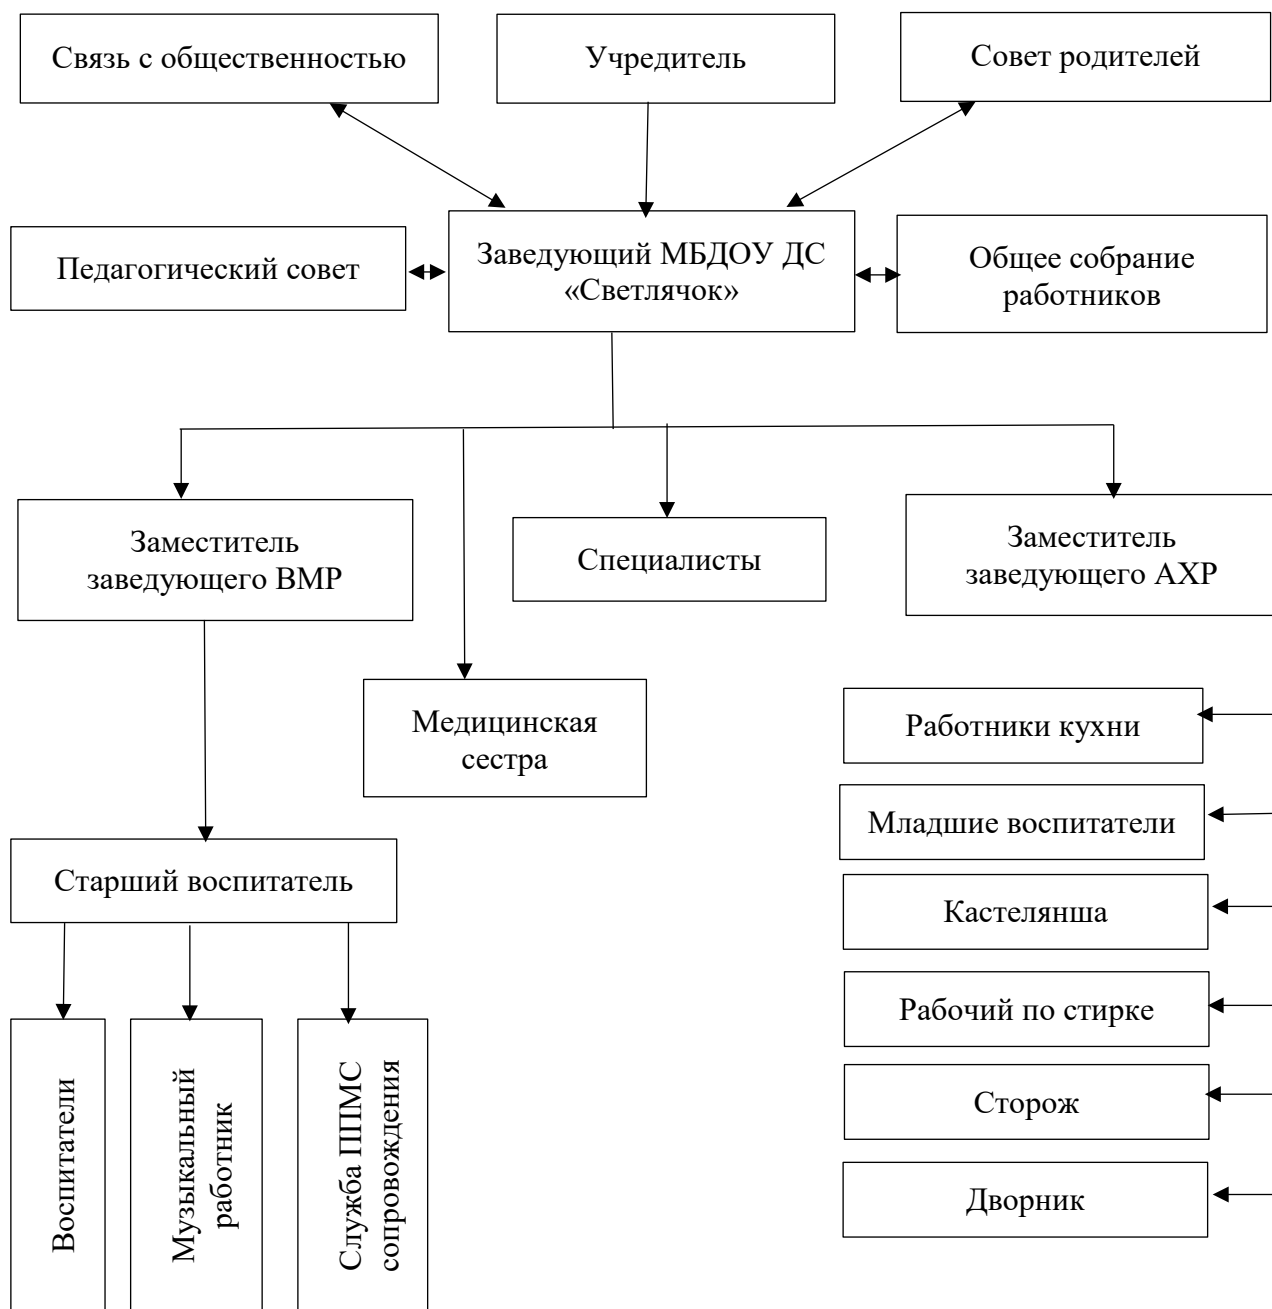 Связь с общественностью
Учредитель
Совет родителей
Педагогический совет
Заведующий МБДОУ ДС
«Светлячок»
Общее собрание
работников
Заместитель
заведующего ВМР
Специалисты
Заместитель
заведующего АХР
Медицинская
сестра
Работники кухни
Младшие воспитатели
Старший воспитатель
Кастелянша
Рабочий по стирке
Сторож
Дворник
Воспитатели
Музыкальный
работник
Служба ППМС
сопровождения